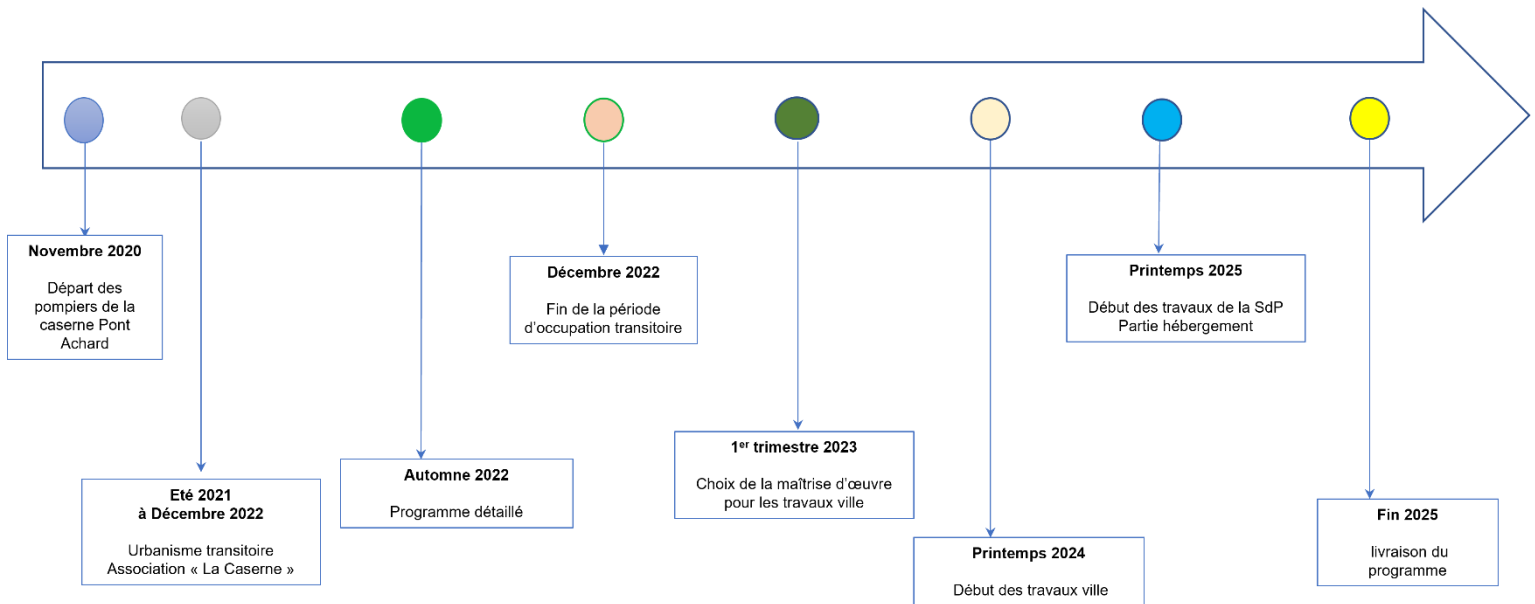 Novembre 2020
Départ des
pompiers de la
caserne Pont
Achard
Eté 2021
à Décembre 2022
Urbanisme transitoire
Association « La Caserne »
Automne 2022
Programme détaillé
Décembre 2022
Fin de la période
d'occupation transitoire
1er trimestre 2023
Choix de la maîtrise d'œuvre
pour les travaux ville
Printemps 2024
Début des travaux ville
Printemps 2025
Début des travaux de la SdP
Partie hébergement
Fin 2025
livraison du
programme